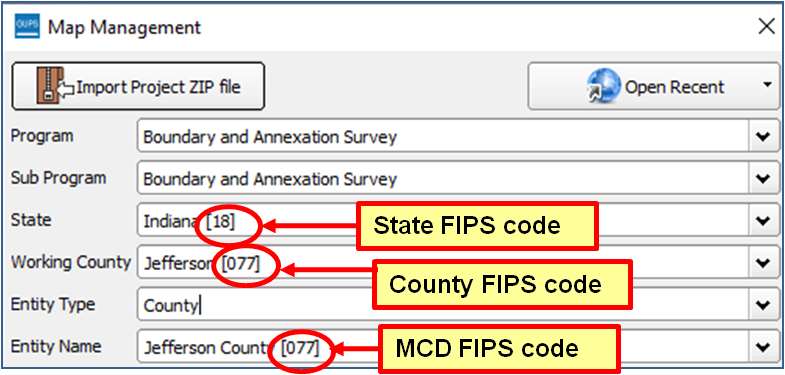 GUPS Map Management
Import Project ZIP file
Open Recent
Program Boundary and Annexation Survey
Sub Program Boundary and Annexation Survey
State Indiana [18]
State FIPS code
Working County Jefferson [077]
County FIPS code
Entity Type County
Entity Name Jefferson County [077]
MCD FIPS code